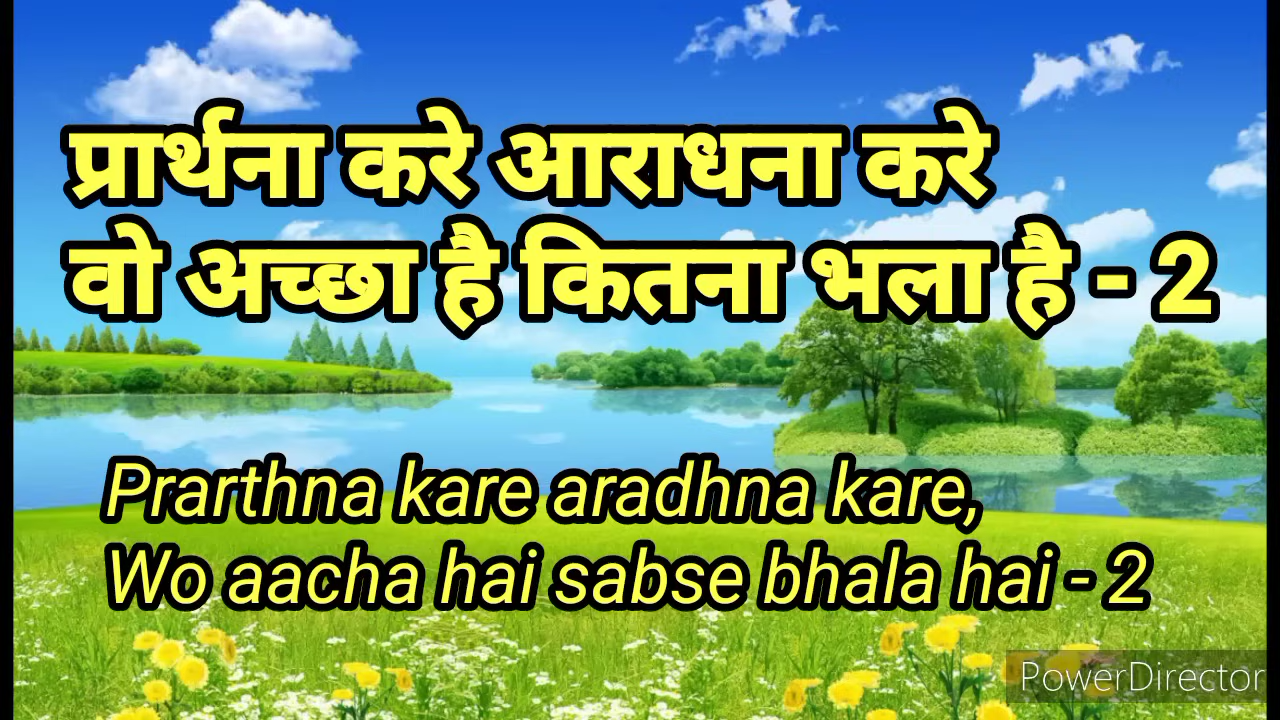 प्रार्थना करे आराधना करे
वो अच्छा है कितना भला है - 2
Prarthna kare aradhna kare,
Wo aacha hai sabse bhala hai - 2
PowerDirector